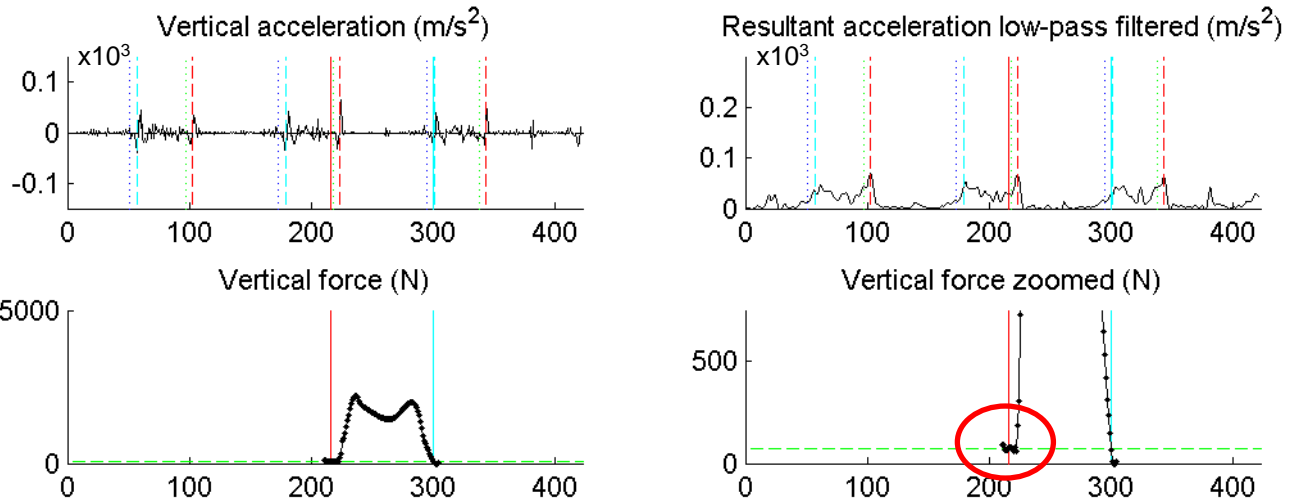 Vertical acceleration (m/s²)
x10³
0.1
0
-0.1
0 100 200 300 400
Resultant acceleration low-pass filtered (m/s²)
x10³
0.2
0.1
0
0 100 200 300 400
Vertical force (N)
5000
0
0 100 200 300 400
Vertical force zoomed (N)
500
0
0 100 200 300 400